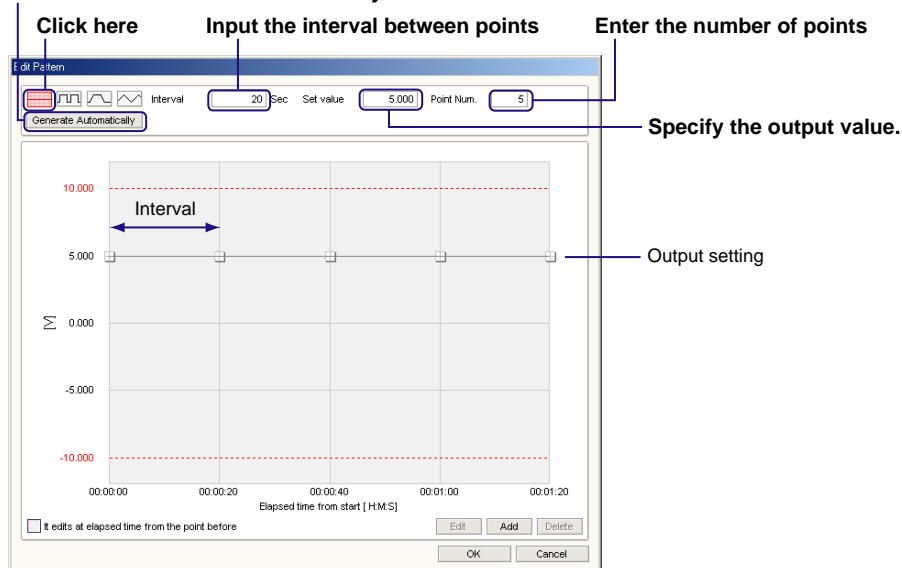 Click here
Input the interval between points
Enter the number of points
Edit Pattern
Interval 20 Sec Set value 5.000 Point Num. 5
Generate Automatically
Specify the output value.
10.000
Interval
5.000
Output setting
[V]
0.000
-5.000
-10.000
00:00:00 00:00:20 00:00:40 00:01:00 00:01:20
Elapsed time from start [ H:M:S]
It edits at elapsed time from the point before
Edit Add Delete
OK Cancel